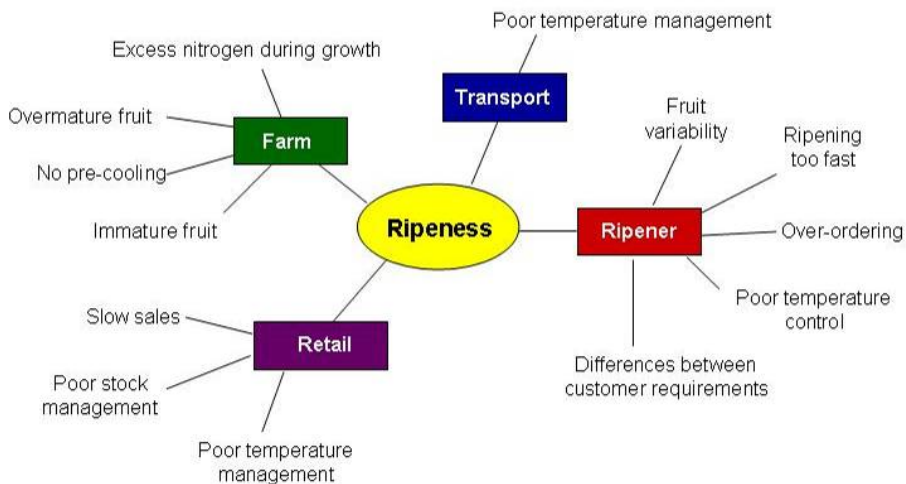 Poor temperature management
Excess nitrogen during growth
Transport
Overmature fruit
Farm
Fruit
variability
Ripening
too fast
No pre-cooling
Immature fruit
Ripeness
Ripener
Over-ordering
Slow sales
Retail
Poor temperature
control
Poor stock
management
Differences between
customer requirements
Poor temperature
management